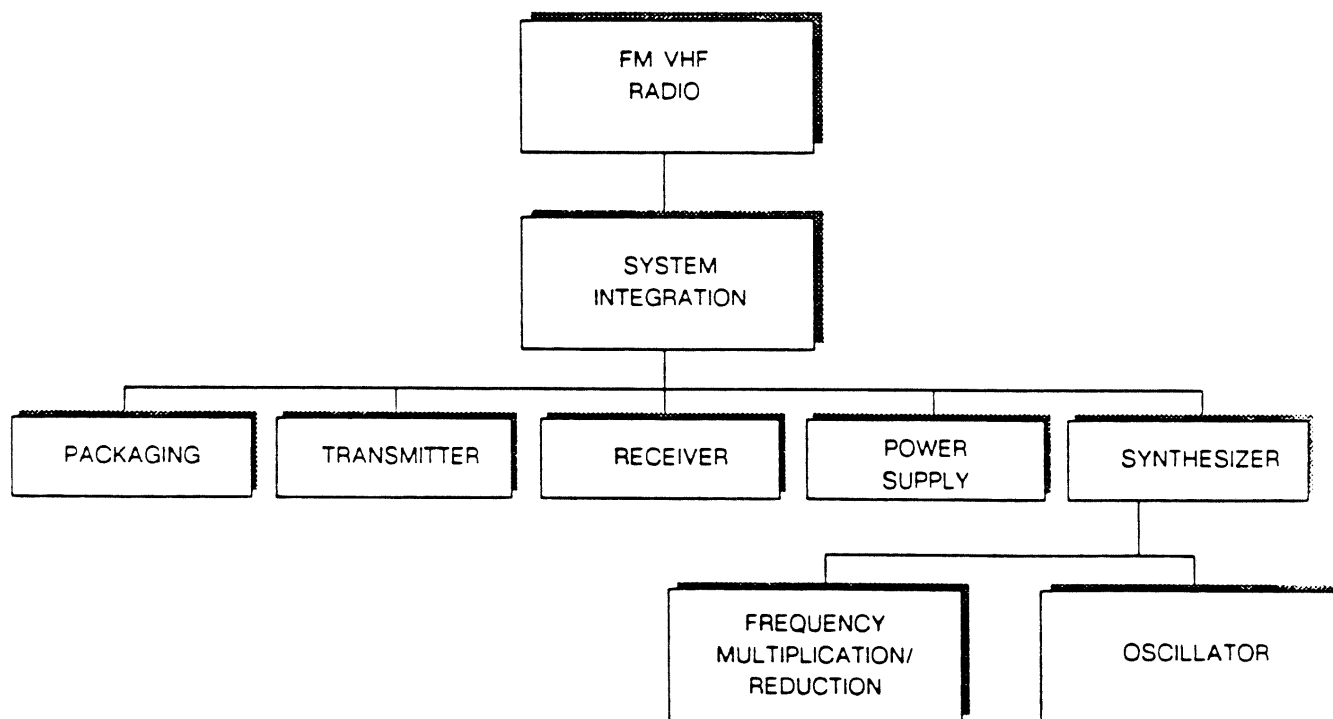 FM VHF
RADIO
SYSTEM
INTEGRATION
PACKAGING
TRANSMITTER
RECEIVER
POWER
SUPPLY
SYNTHESIZER
FREQUENCY
MULTIPLICATION/
REDUCTION
OSCILLATOR